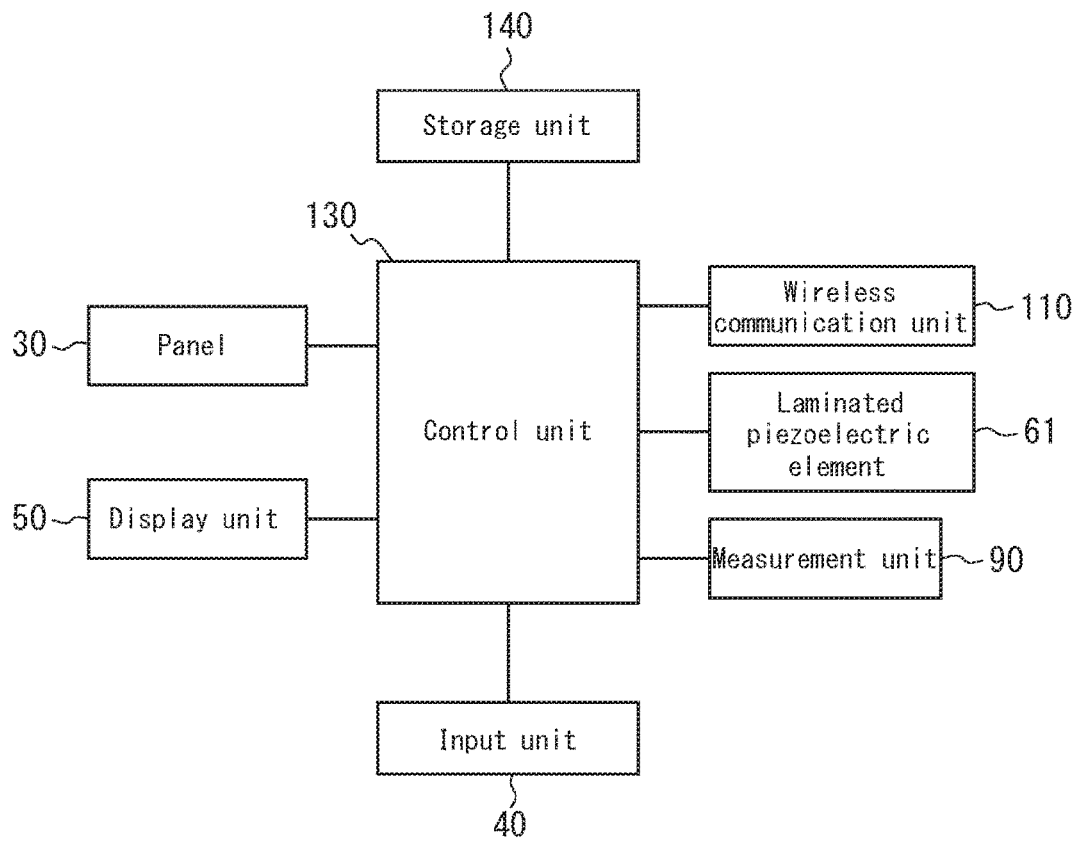 140
Storage unit
130
Wireless
communication unit
110
30
Panel
Control unit
Laminated
piezoelectric
element
61
50
Display unit
Measurement unit
90
Input unit
40